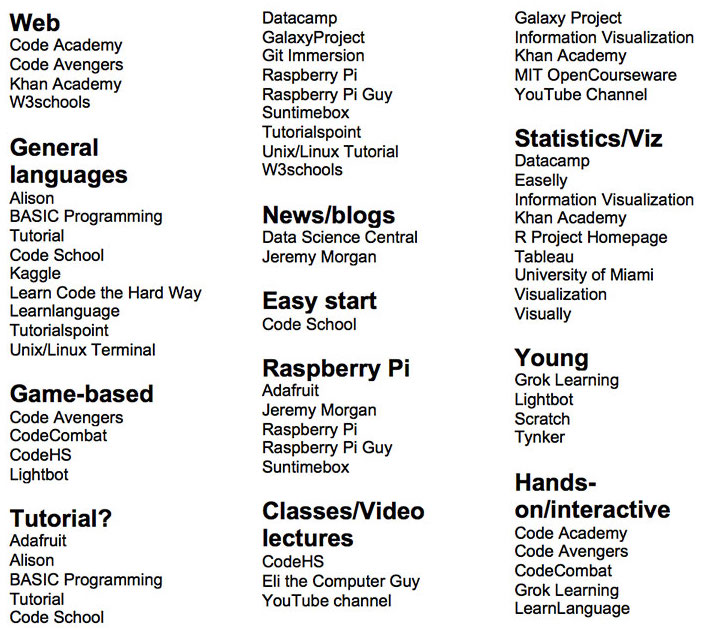 Web
Code Academy
Code Avengers
Khan Academy
W3schools
General
languages
Alison
BASIC Programming
Tutorial
Code School
Kaggle
Learn Code the Hard Way
Learnlanguage
Tutorialspoint
Unix/Linux Terminal
Game-based
Code Avengers
CodeCombat
CodeHS
Lightbot
Tutorial?
Adafruit
Alison
BASIC Programming
Tutorial
Code School
Datacamp
GalaxyProject
Git Immersion
Raspberry Pi
Raspberry Pi Guy
Suntimebox
Tutorialspoint
Unix/Linux Tutorial
W3schools
News/blogs
Data Science Central
Jeremy Morgan
Easy start
Code School
Raspberry Pi
Adafruit
Jeremy Morgan
Raspberry Pi
Raspberry Pi Guy
Suntimebox
Classes/Video
lectures
CodeHS
Eli the Computer Guy
YouTube channel
Galaxy Project
Information Visualization
Khan Academy
MIT OpenCourseware
YouTube Channel
Statistics/Viz
Datacamp
Easelly
Information Visualization
Khan Academy
R Project Homepage
Tableau
University of Miami
Visualization
Visually
Young
Grok Learning
Lightbot
Scratch
Tynker
Hands-
on/interactive
Code Academy
Code Avengers
CodeCombat
Grok Learning
LearnLanguage